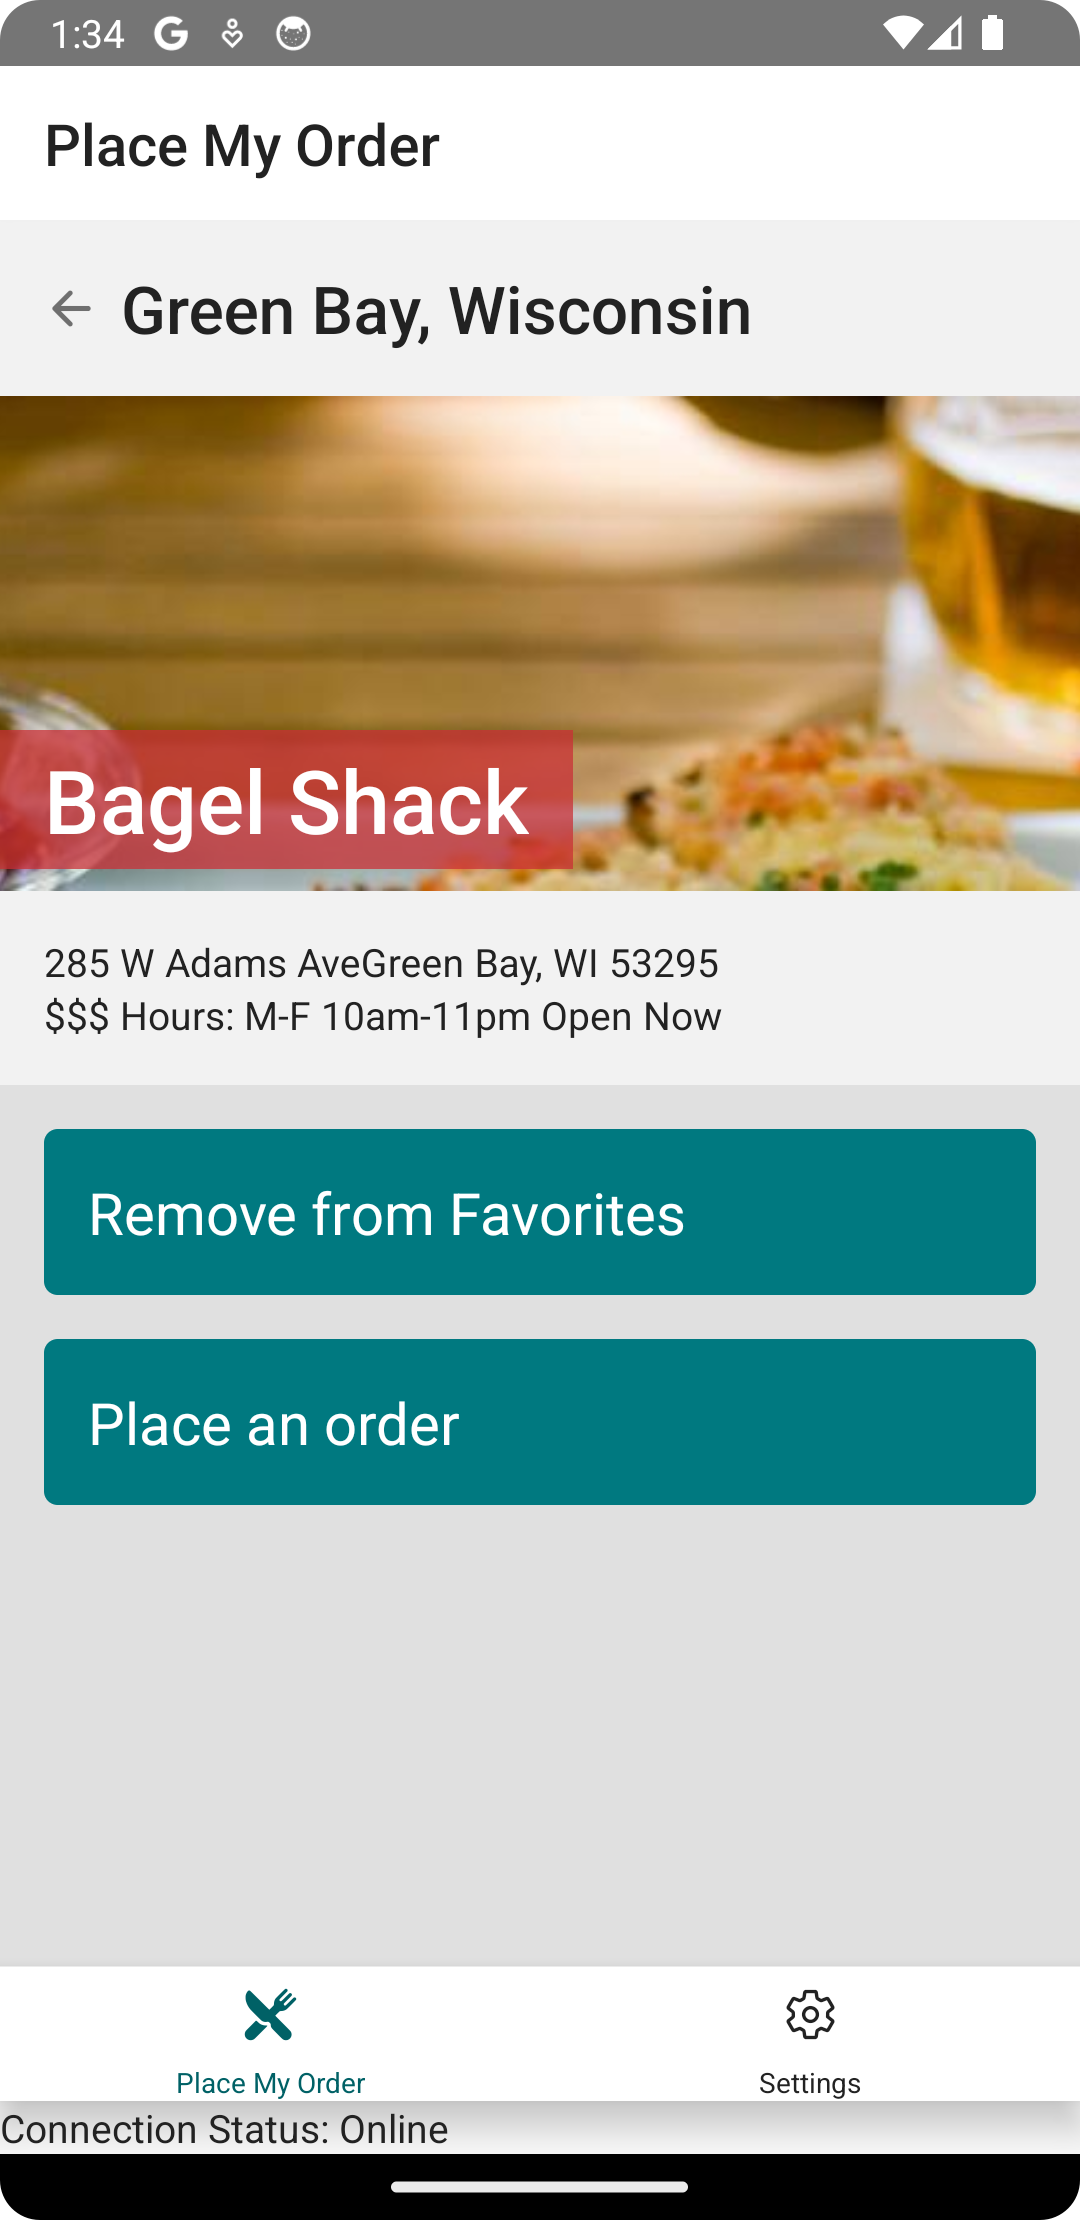 1:34
Place My Order
Green Bay, Wisconsin
Bagel Shack
285 W Adams AveGreen Bay, WI 53295
$$$ Hours: M-F 10am-11pm Open Now
Remove from Favorites
Place an order
Place My Order
Settings
Connection Status: Online